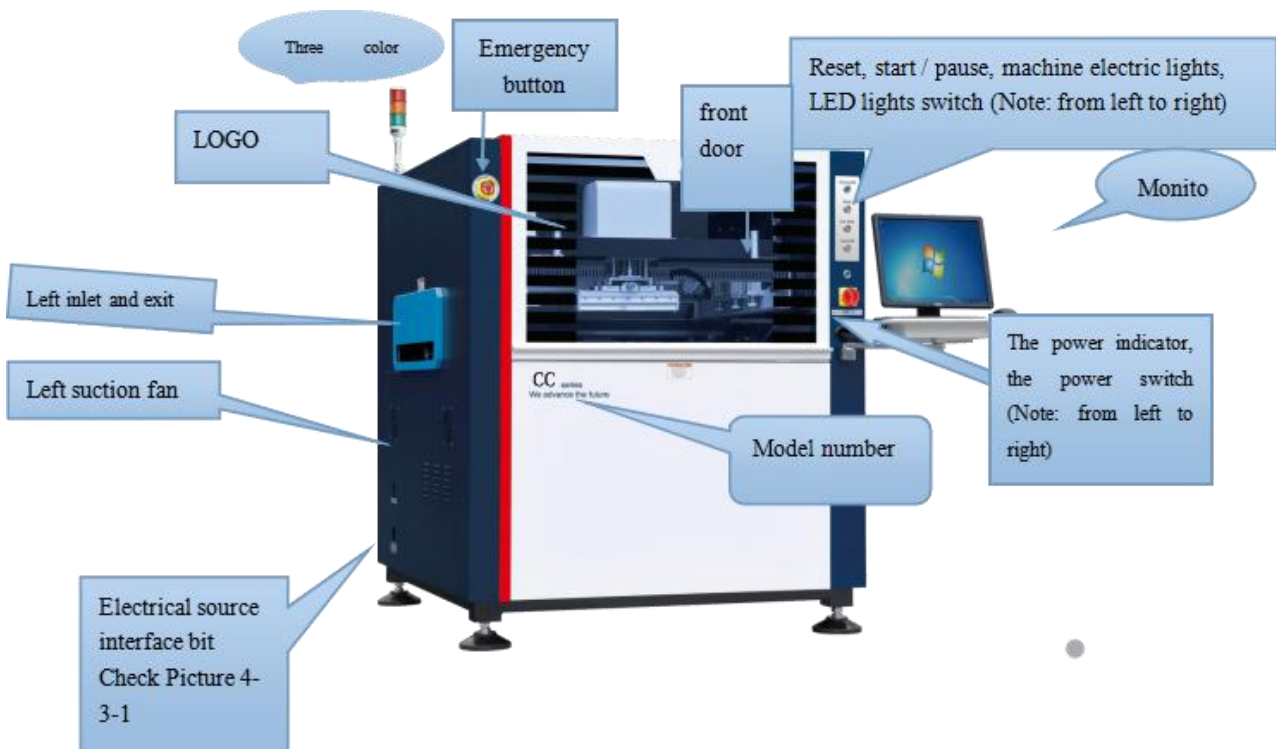 Three color
Emergency
button
Reset, start / pause, machine electric lights,
LED lights switch (Note: from left to right)
front
door
LOGO
Monito
Left inlet and exit
The power indicator,
the power switch
(Note: from left to
right)
Left suction fan
CC series
We advance the future
Model number
Electrical source
interface bit
Check Picture 4-
3-1